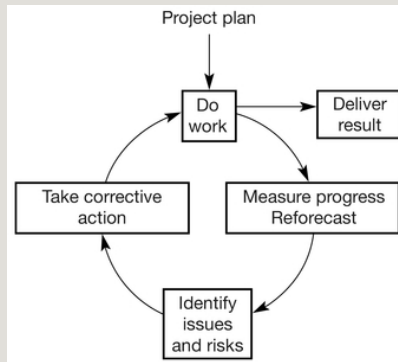 Project plan
Do
work
Deliver
result
Take corrective
action
Measure progress
Reforecast
Identify
issues
and risks